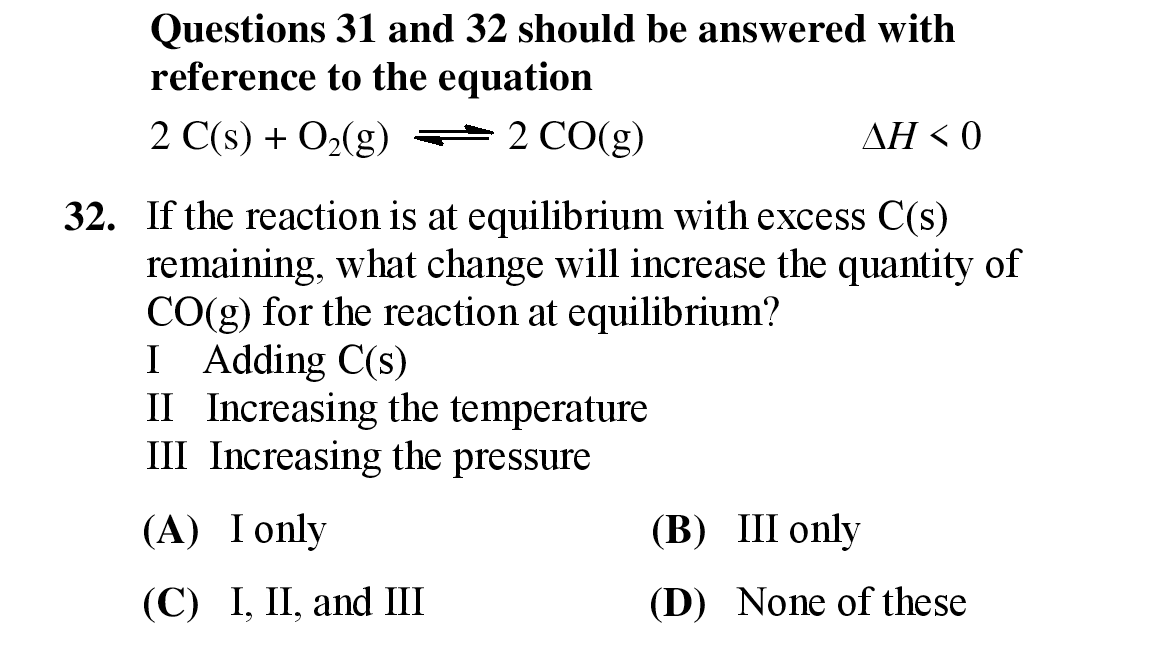 Questions 31 and 32 should be answered with
reference to the equation
2 C(s) + O₂(g) ⇌ 2 CO(g) ΔH < 0
32. If the reaction is at equilibrium with excess C(s)
remaining, what change will increase the quantity of
CO(g) for the reaction at equilibrium?
I Adding C(s)
II Increasing the temperature
III Increasing the pressure
(A) I only (B) III only
(C) I, II, and III (D) None of these